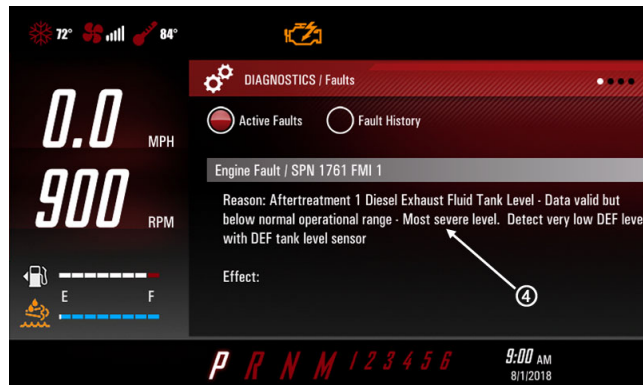 72° 84°
DIAGNOSTICS / Faults
0.0 MPH
Active Faults Fault History
Engine Fault / SPN 1761 FMI 1
900 RPM
Reason: Aftertreatment 1 Diesel Exhaust Fluid Tank Level - Data valid but
below normal operational range - Most severe level. Detect very low DEF leve
with DEF tank level sensor
Effect:
E F
4
P R N M 1 2 3 4 5 6
9:00 AM
8/1/2018